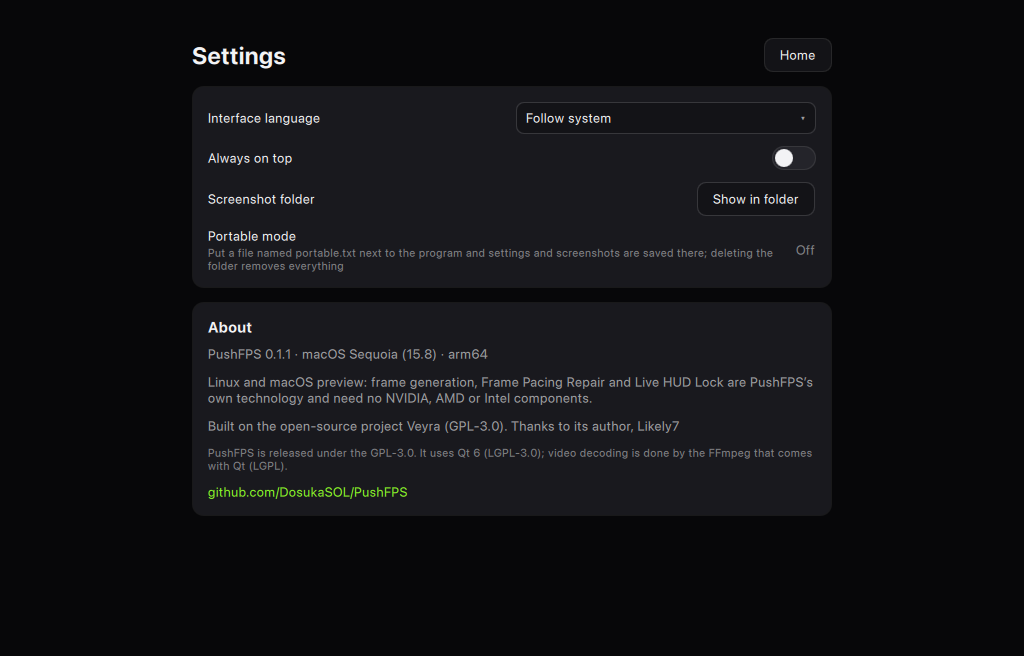 Settings
Home
Interface language
Follow system
Always on top
Screenshot folder
Show in folder
Portable mode
Put a file named portable.txt next to the program and settings and screenshots are saved there; deleting the
folder removes everything
Off
About
PushFPS 0.1.1 · macOS Sequoia (15.8) · arm64
Linux and macOS preview: frame generation, Frame Pacing Repair and Live HUD Lock are PushFPS's
own technology and need no NVIDIA, AMD or Intel components.
Built on the open-source project Veyra (GPL-3.0). Thanks to its author, Likely7
PushFPS is released under the GPL-3.0. It uses Qt 6 (LGPL-3.0); video decoding is done by the FFmpeg that comes
with Qt (LGPL).
github.com/DosukaSOL/PushFPS